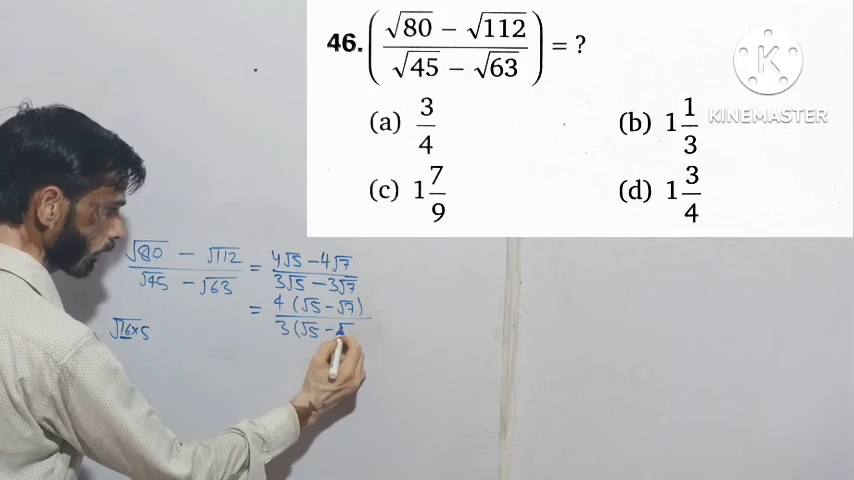 46. ( √80 − √112 / √45 − √63 ) = ?
(a) 3/4
(b) 1 1/3
(c) 1 7/9
(d) 1 3/4
K
KINEMASTER
√80 − √112 / √45 − √63 = 4√5 − 4√7 / 3√5 − 3√7
= 4 (√5 − √7) / 3 (√5 − √
√16×5